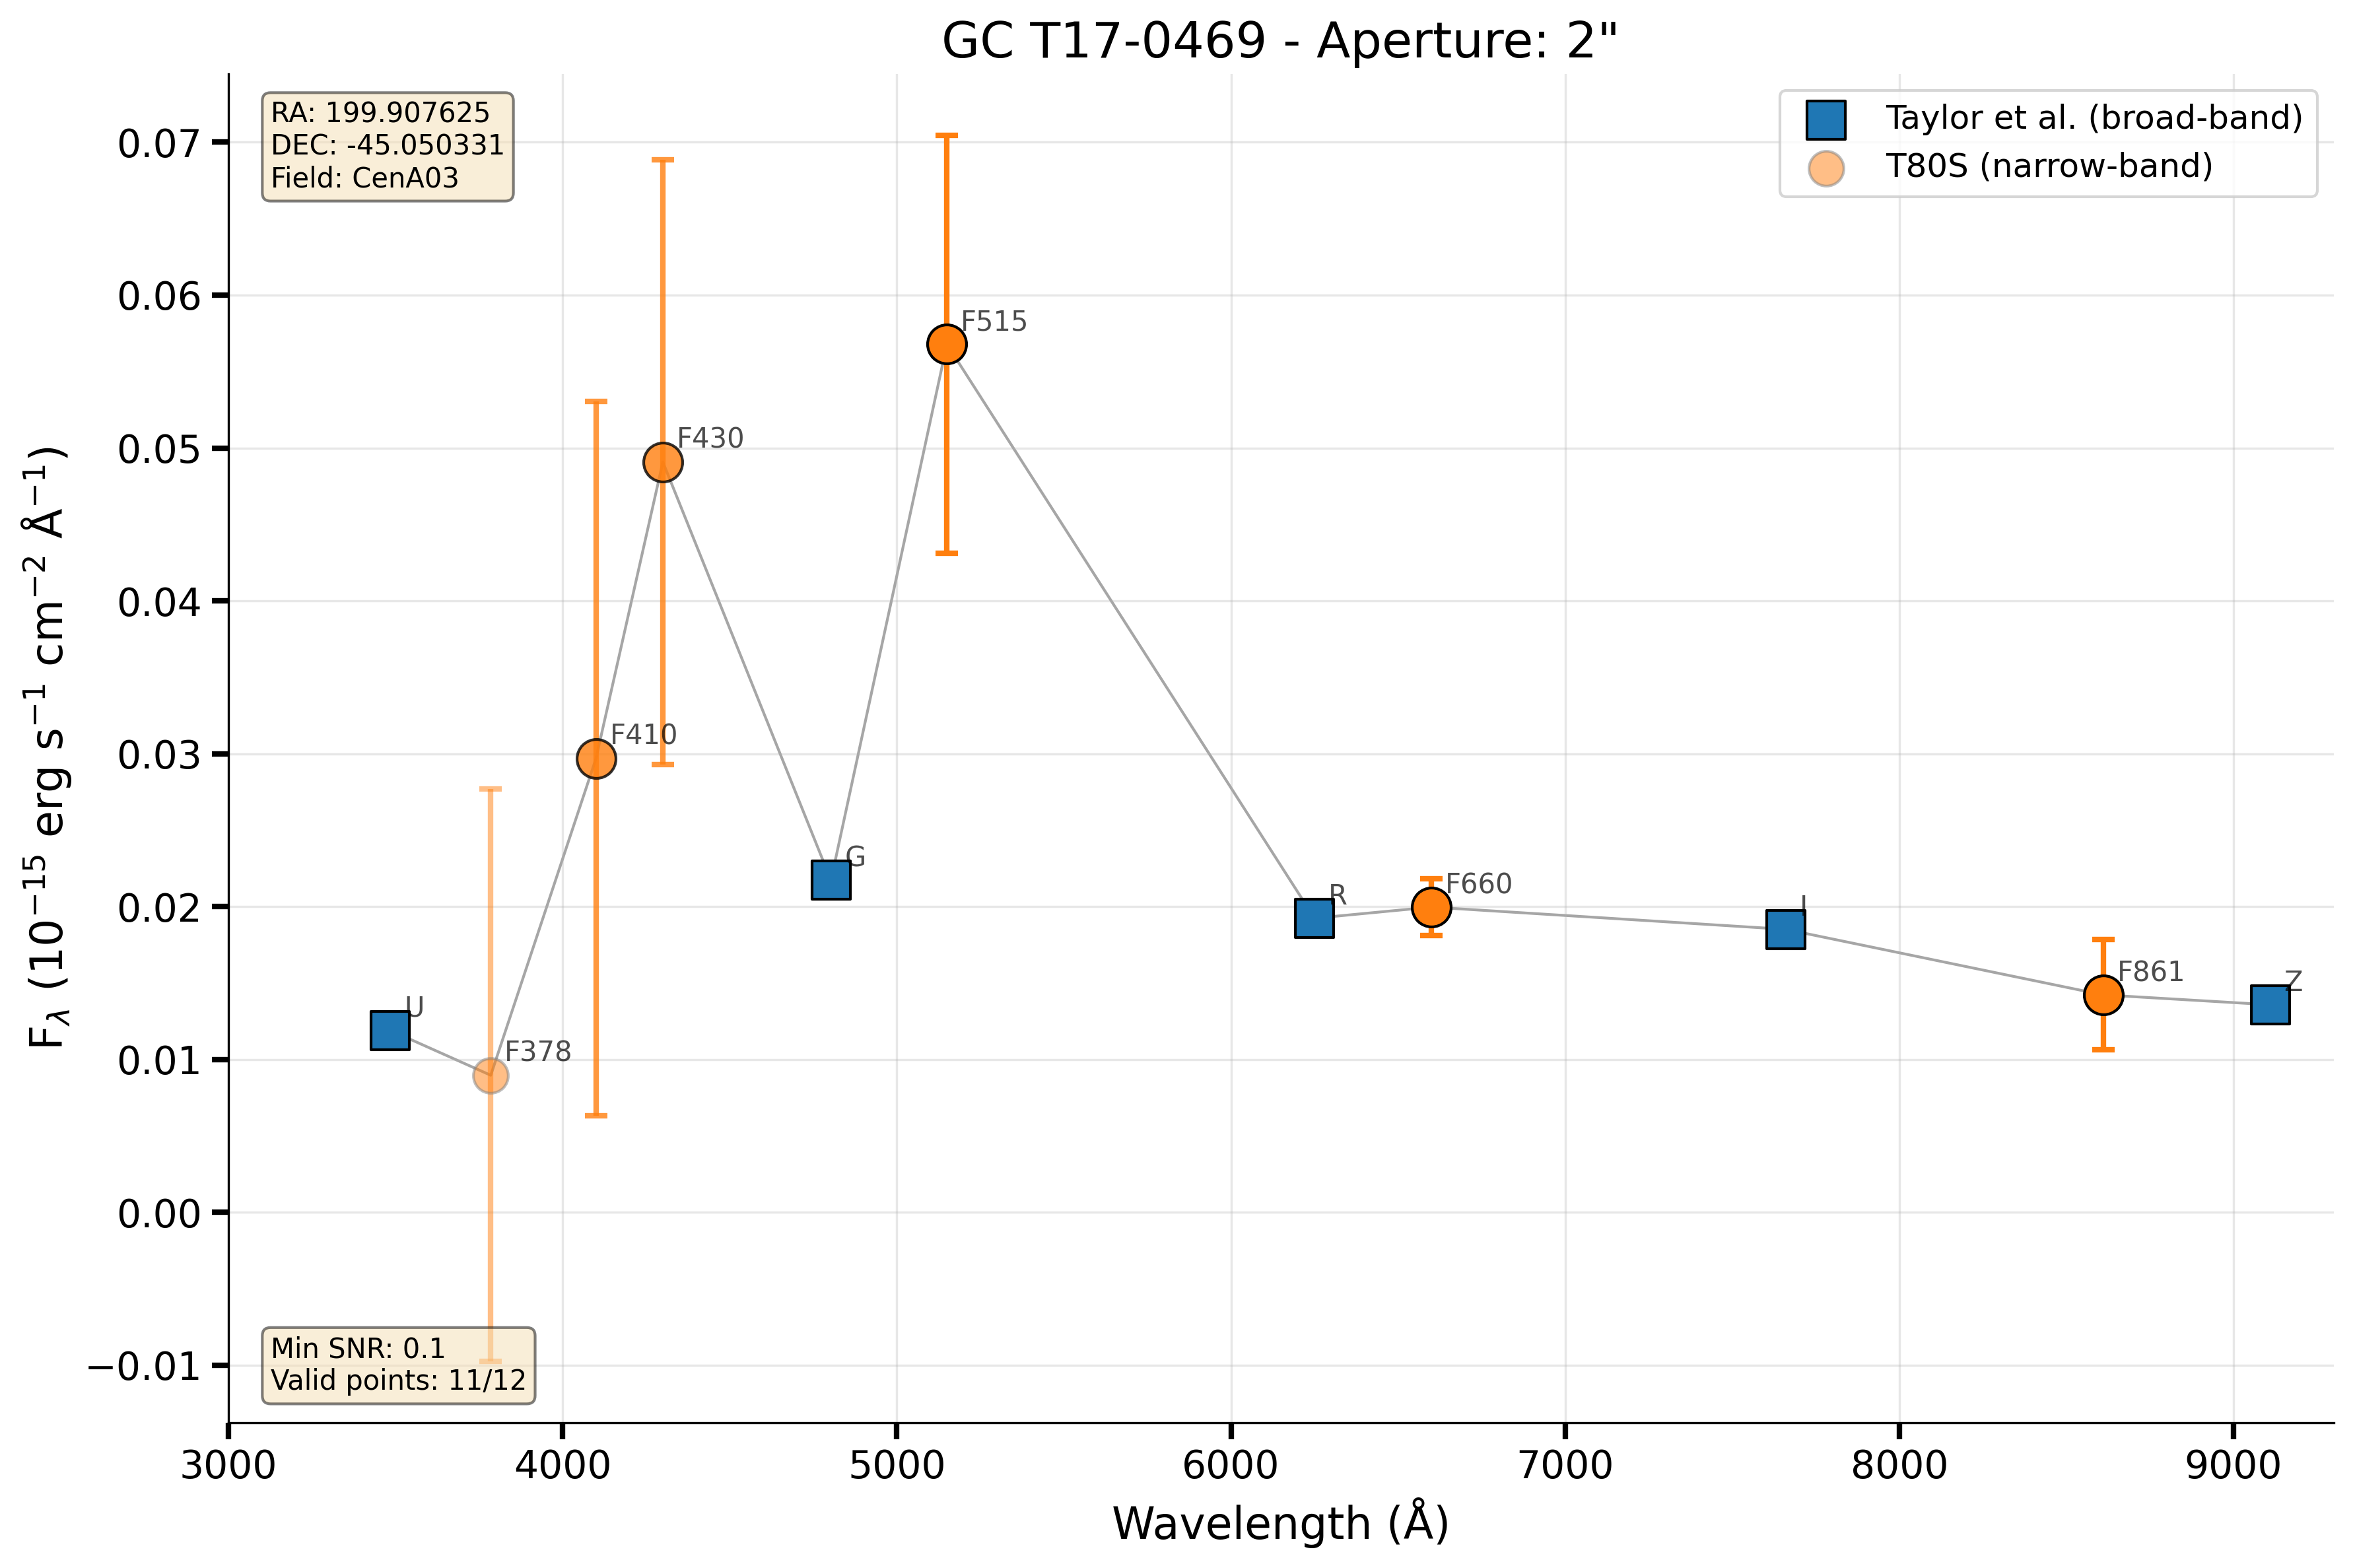 GC T17-0469 - Aperture: 2"
RA: 199.907625
DEC: -45.050331
Field: CenA03
Taylor et al. (broad-band)
T80S (narrow-band)
0.07
0.06
0.05
0.04
0.03
0.02
0.01
0.00
−0.01
F515
F430
F410
G
R
F660
I
F861
Z
U
F378
Min SNR: 0.1
Valid points: 11/12
3000 4000 5000 6000 7000 8000 9000
Wavelength (Å)
F_λ (10⁻¹⁵ erg s⁻¹ cm⁻² Å⁻¹)